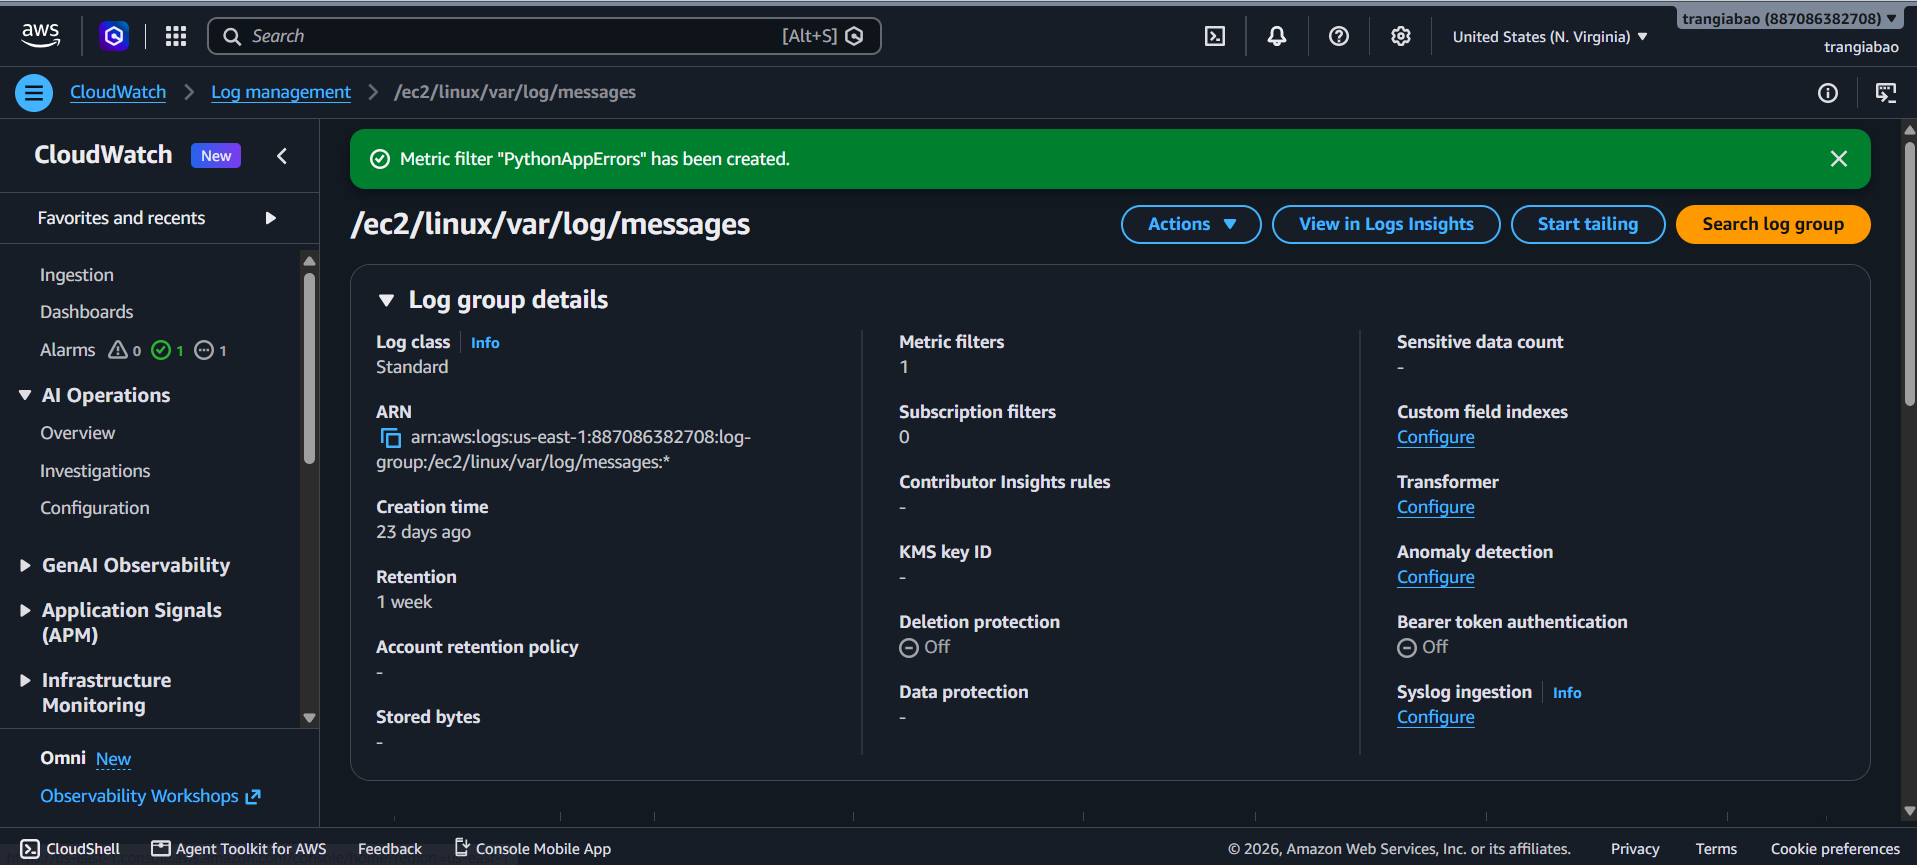 aws
Search
[Alt+S]
United States (N. Virginia)
trangiabao (887086382708)
trangiabao
CloudWatch
Log management
/ec2/linux/var/log/messages
CloudWatch
New
Favorites and recents
Ingestion
Dashboards
Alarms 0 1 1
AI Operations
Overview
Investigations
Configuration
GenAI Observability
Application Signals
(APM)
Infrastructure
Monitoring
Omni New
Observability Workshops
Metric filter "PythonAppErrors" has been created.
/ec2/linux/var/log/messages
Actions
View in Logs Insights
Start tailing
Search log group
Log group details
Log class
Info
Standard
ARN
arn:aws:logs:us-east-1:887086382708:log-
group:/ec2/linux/var/log/messages:*
Creation time
23 days ago
Retention
1 week
Account retention policy
-
Stored bytes
-
Metric filters
1
Subscription filters
0
Contributor Insights rules
-
KMS key ID
-
Deletion protection
Off
Data protection
-
Sensitive data count
-
Custom field indexes
Configure
Transformer
Configure
Anomaly detection
Configure
Bearer token authentication
Off
Syslog ingestion
Info
Configure
CloudShell
Agent Toolkit for AWS
Feedback
Console Mobile App
© 2026, Amazon Web Services, Inc. or its affiliates.
Privacy
Terms
Cookie preferences